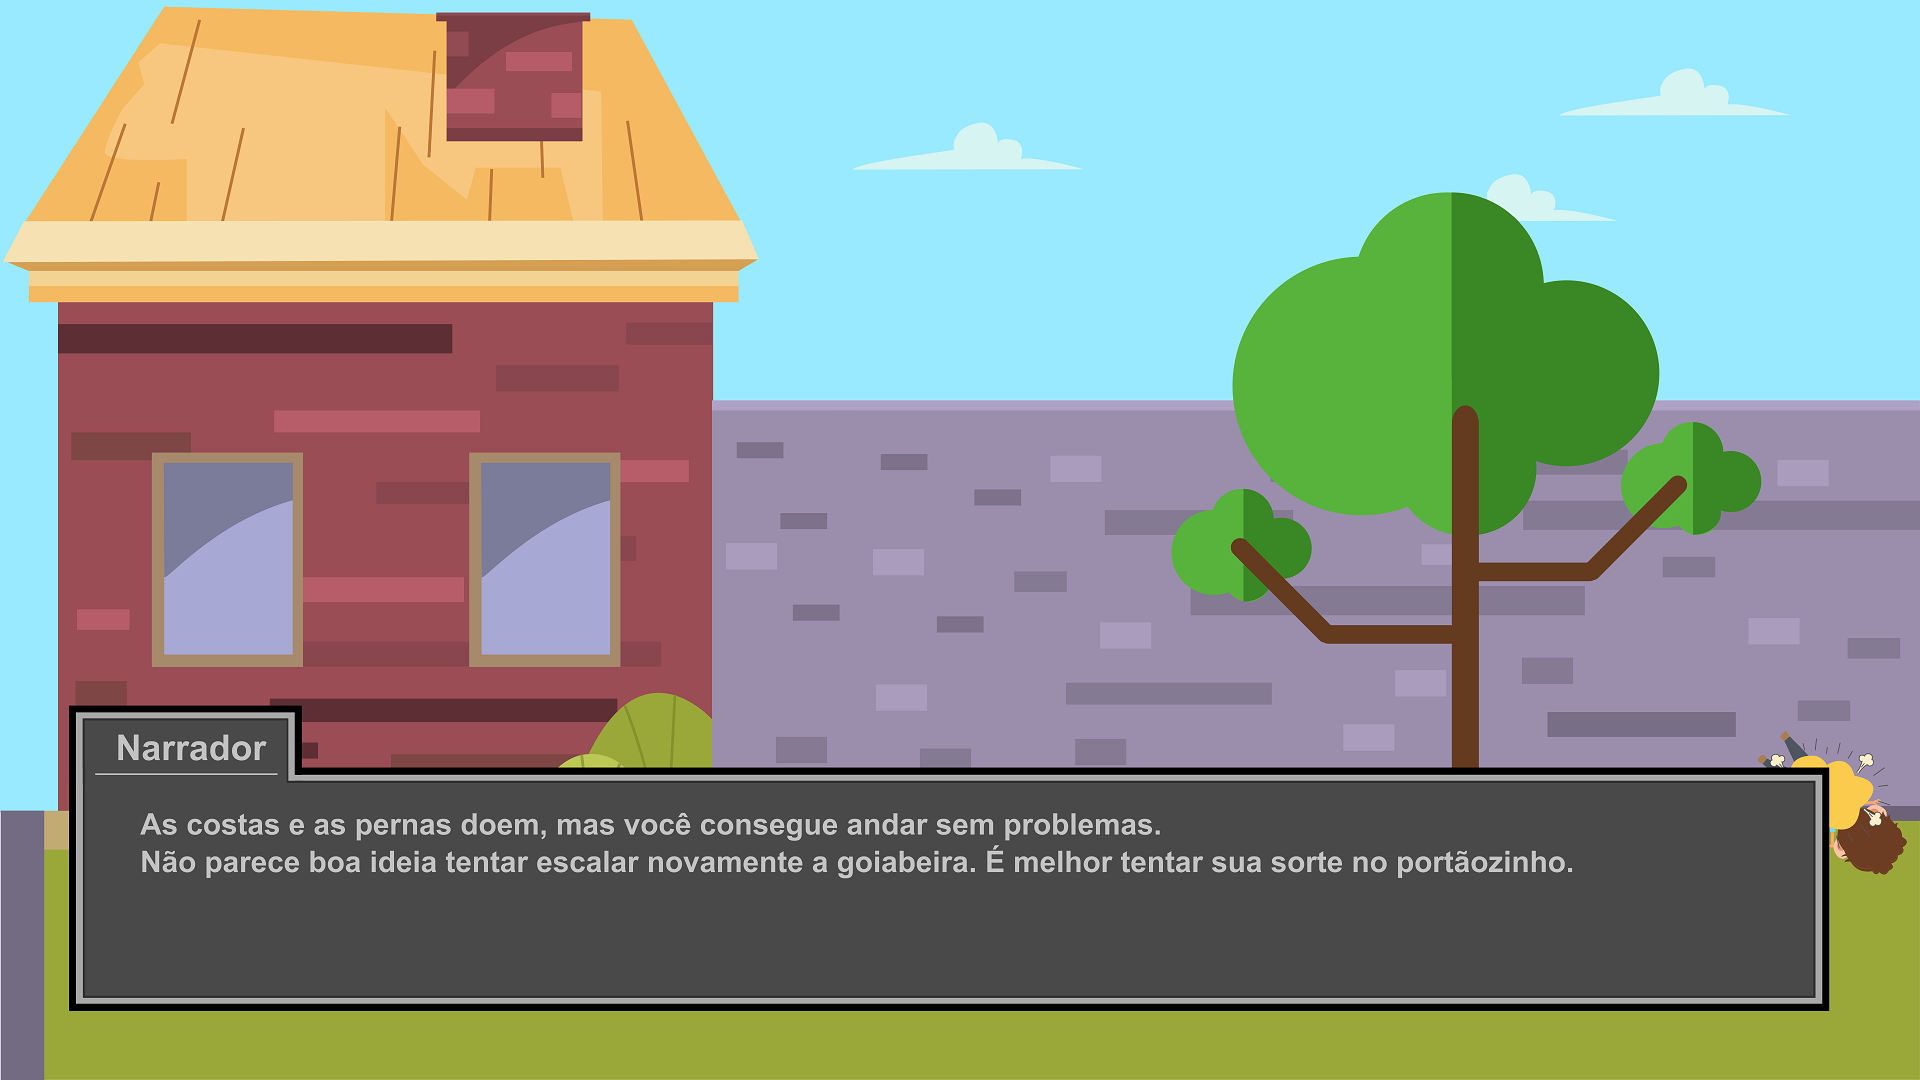 Narrador
As costas e as pernas doem, mas você consegue andar sem problemas.
Não parece boa ideia tentar escalar novamente a goiabeira. É melhor tentar sua sorte no portãozinho.